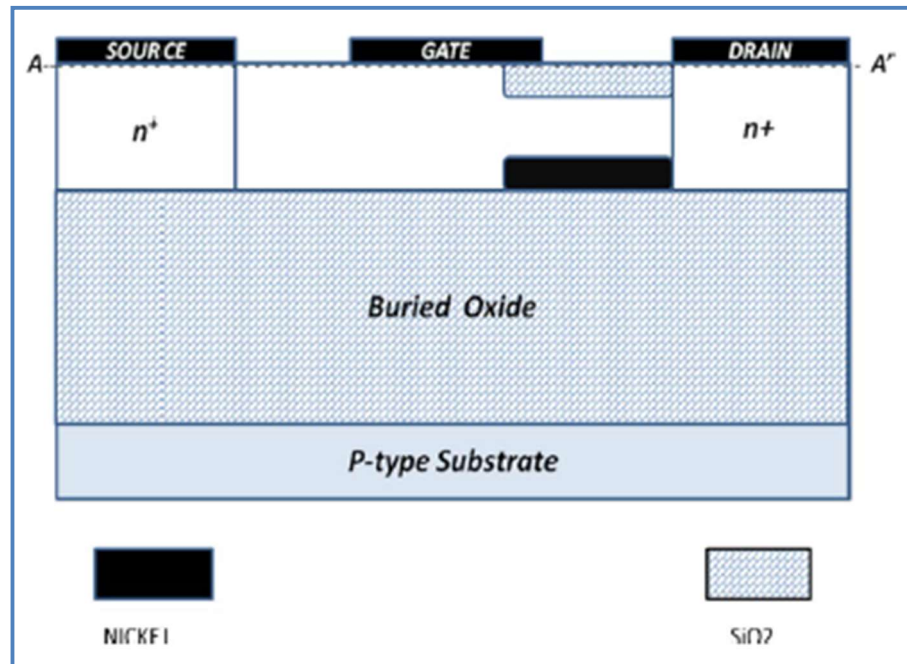 SOURCE GATE DRAIN
A A'
n+ n+
Buried Oxide
P-type Substrate
NICKEL SiO2